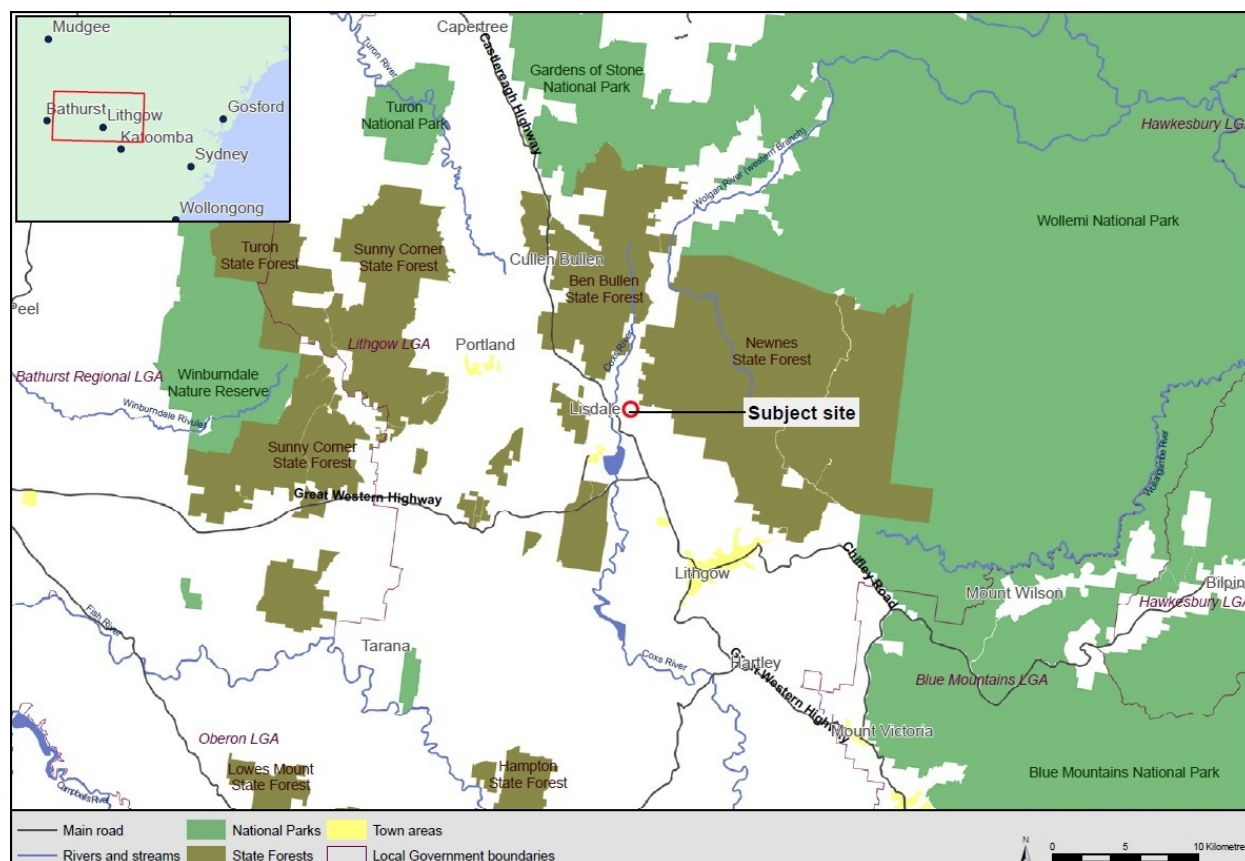 Mudgee
Bathurst
Lithgow
Gosford
Katoomba
Sydney
Wollongong
Capertree
Turon River
Castlereagh Highway
Gardens of Stone
National Park
Turon
National Park
Hawkesbury LGA
Wolgan River (western Branch)
Wollemi National Park
Turon
State Forest
Sunny Corner
State Forest
Cullen Bullen
Ben Bullen
State Forest
Peel
Coxs River
Newnes
State Forest
Lithgow LGA
Portland
Bathurst Regional LGA
Winburndale
Nature Reserve
Winburndale Rivulet
Lisdale
Subject site
Sunny Corner
State Forest
Great Western Highway
Wollangambe River
Lithgow
Chifley Road
Mount Wilson
Bilpin
Hawkesbury LGA
Fish River
Tarana
Coxs River
Hartley
Great Western Highway
Blue Mountains LGA
Mount Victoria
Oberon LGA
Lowes Mount
State Forest
Hampton
State Forest
Blue Mountains National Park
Campbells River
Main road
National Parks
Town areas
Rivers and streams
State Forests
Local Government boundaries
N
0 5 10 Kilometre